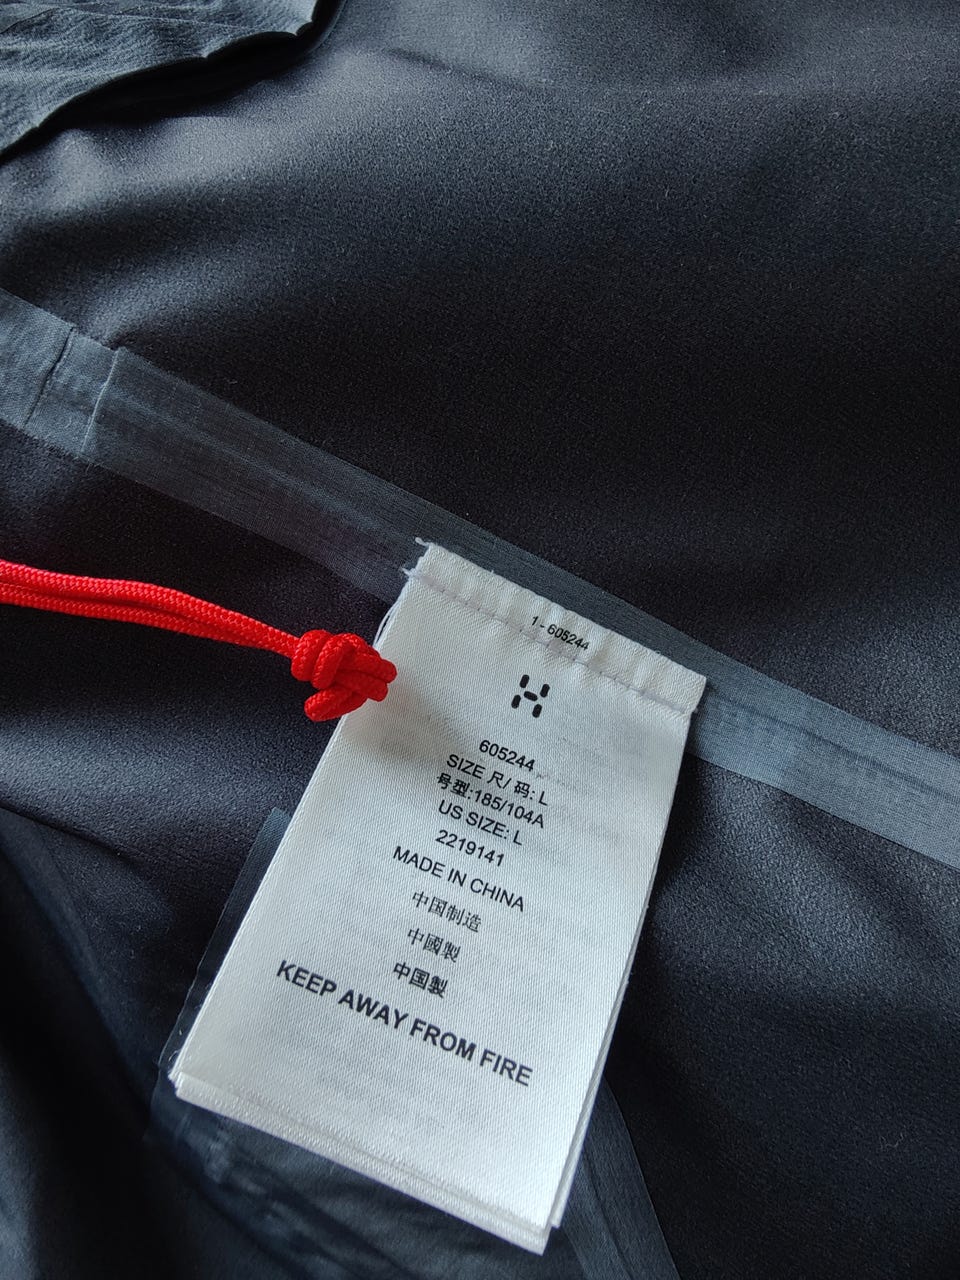 1 - 605244
605244
SIZE 尺/ 码: L
号型:185/104A
US SIZE: L
2219141
MADE IN CHINA
中国制造
中國製
中国製
KEEP AWAY FROM FIRE